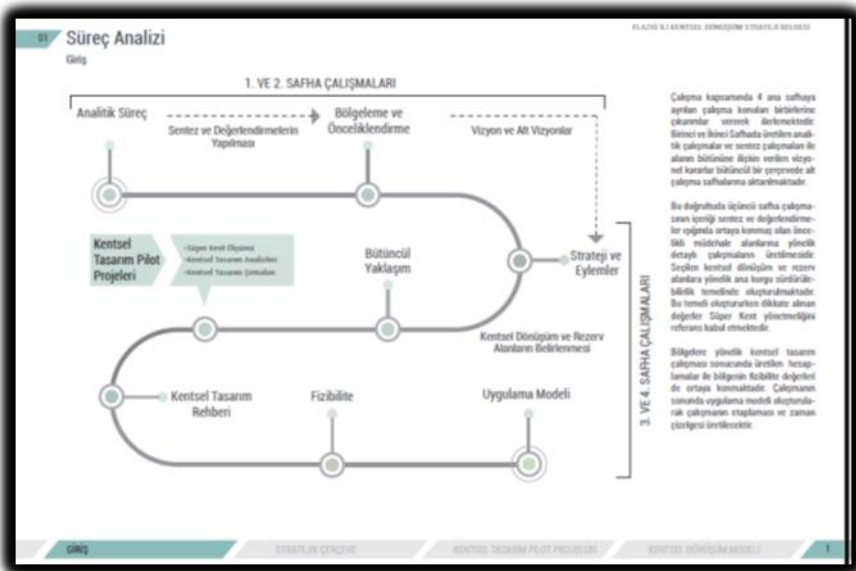 01
Süreç Analizi
Giriş
ELAZIĞ İLİ KENTSEL DÖNÜŞÜM STRATEJİ BELGESİ
1. VE 2. SAFHA ÇALIŞMALARI
Analitik Süreç
Sentez ve Değerlendirmelerin
Yapılması
Bölgeleme ve
Önceliklendirme
Vizyon ve Alt Vizyonlar
Strateji ve
Eylemler
Kentsel
Tasarım Pilot
Projeleri
-Süper Kent Ölçümü
-Kentsel Tasarım Analizleri
-Kentsel Tasarım Şemaları
Bütüncül
Yaklaşım
Kentsel Dönüşüm ve Rezerv
Alanların Belirlenmesi
3. VE 4. SAFHA ÇALIŞMALARI
Kentsel Tasarım
Rehberi
Fizibilite
Uygulama Modeli
Çalışma kapsamında 4 ana safhaya
ayrılan çalışma konuları birbirlerine
çıkarımlar vererek ilerlemektedir.
Birinci ve İkinci Safhada üretilen anali-
tik çalışmalar ve sentez çalışmaları ile
alanın bütününe ilişkin verilen vizyo-
nel kararlar bütüncül bir çerçevede alt
çalışma safhalarına aktarılmaktadır.
Bu doğrultuda üçüncü safha çalışma-
sının içeriği sentez ve değerlendirme-
ler ışığında ortaya konmuş olan önce-
likli müdehale alanlarına yönelik
detaylı çalışmaların üretilmesidir.
Seçilen kentsel dönüşüm ve rezerv
alanlara yönelik ana kurgu sürdürüle-
bilirlik temelinde oluşturulmaktadır.
Bu temeli oluştururken dikkate alınan
değerler Süper Kent yönetmeliğini
referans kabul etmektedir.
Bölgelere yönelik kentsel tasarım
çalışması sonucunda üretilen hesap-
lamalar ile bölgenin fizibilite değerleri
de ortaya konmaktadır. Çalışmanın
sonunda uygulama modeli oluşturula-
rak çalışmanın etaplaması ve zaman
çizelgesi üretilecektir.
GİRİŞ
STRATEJİK ÇERÇEVE
KENTSEL TASARIM PİLOT PROJELERİ
KENTSEL DÖNÜŞÜM MODELİ
1